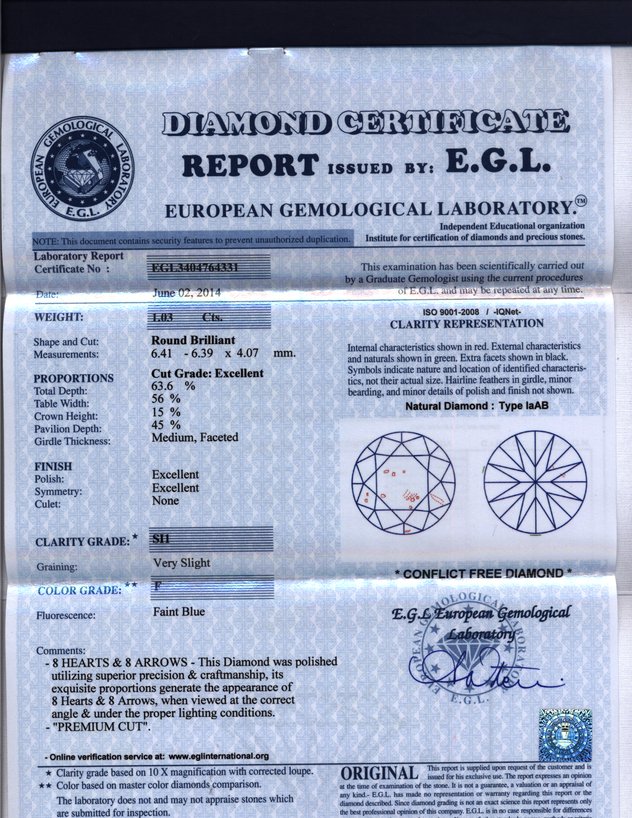 DIAMOND CERTIFICATE
REPORT ISSUED BY: E.G.L.
EUROPEAN GEMOLOGICAL LABORATORY.™
EUROPEAN GEMOLOGICAL LABORATORY
E.G.L.
Independent Educational organization
Institute for certification of diamonds and precious stones.
NOTE: This document contains security features to prevent unauthorized duplication.
Laboratory Report
Certificate No : EGL3404764331
Date: June 02, 2014
WEIGHT: 1.03 Cts.
Shape and Cut: Round Brilliant
Measurements: 6.41 - 6.39 x 4.07 mm.
PROPORTIONS Cut Grade: Excellent
Total Depth: 63.6 %
Table Width: 56 %
Crown Height: 15 %
Pavilion Depth: 45 %
Girdle Thickness: Medium, Faceted
FINISH
Polish: Excellent
Symmetry: Excellent
Culet: None
CLARITY GRADE: * SI1
Graining: Very Slight
COLOR GRADE: ** F
Fluorescence: Faint Blue
Comments:
- 8 HEARTS & 8 ARROWS - This Diamond was polished
utilizing superior precision & craftmanship, its
exquisite proportions generate the appearance of
8 Hearts & 8 Arrows, when viewed at the correct
angle & under the proper lighting conditions.
- "PREMIUM CUT".
- Online verification service at: www.eglinternational.org
★ Clarity grade based on 10 X magnification with corrected loupe.
★★ Color based on master color diamonds comparison.
The laboratory does not and may not appraise stones which
are submitted for inspection.
This examination has been scientifically carried out
by a Graduate Gemologist using the current procedures
of E.G.L. and may be repeated at any time.
ISO 9001-2008 / -IQNet-
CLARITY REPRESENTATION
Internal characteristics shown in red. External characteristics
and naturals shown in green. Extra facets shown in black.
Symbols indicate nature and location of identified characteris-
tics, not their actual size. Hairline feathers in girdle, minor
bearding, and minor details of polish and finish not shown.
Natural Diamond : Type IaAB
* CONFLICT FREE DIAMOND *
E.G.L European Gemological
Laboratory
EUROPEAN GEMOLOGICAL LABORATORY
E.G.L.
ORIGINAL This report is supplied upon request of the customer and is
issued for his exclusive use. The report expresses an opinion
at the time of examination of the stone. It is not a guarantee, a valuation or an appraisal of
any kind.- E.G.L. has made no representation or warranty regarding this report or the
diamond described. Since diamond grading is not an exact science this report represents only
the best professional opinion of this company. E.G.L. is in no case responsible for differences